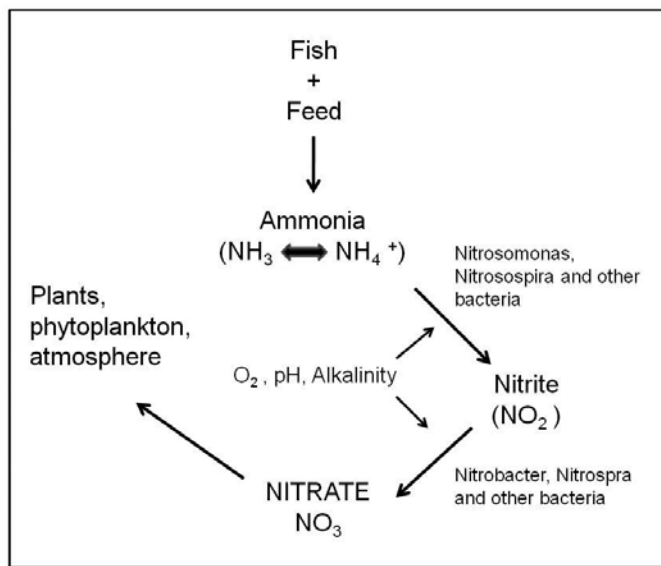 Fish
+
Feed
Ammonia
(NH₃ ⟷ NH₄⁺)
Nitrosomonas,
Nitrosospira and other
bacteria
Plants,
phytoplankton,
atmosphere
O₂ , pH, Alkalinity
Nitrite
(NO₂ )
Nitrobacter, Nitrospra
and other bacteria
NITRATE
NO₃